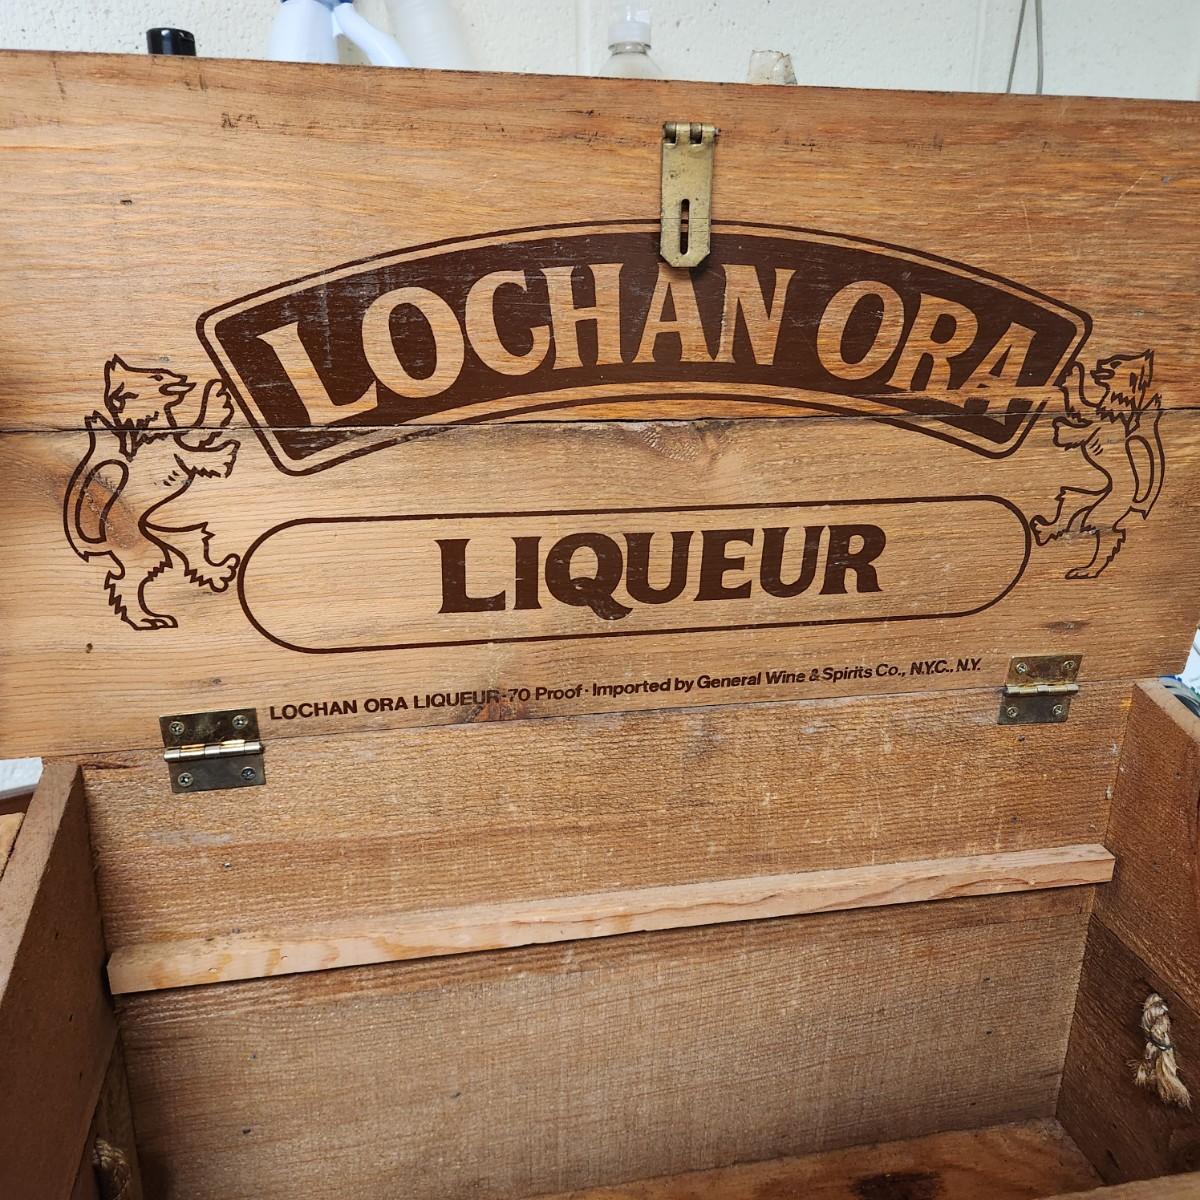 LOCHAN ORA
LIQUEUR
LOCHAN ORA LIQUEUR·70 Proof· Imported by General Wine & Spirits Co., N.Y.C., N.Y.